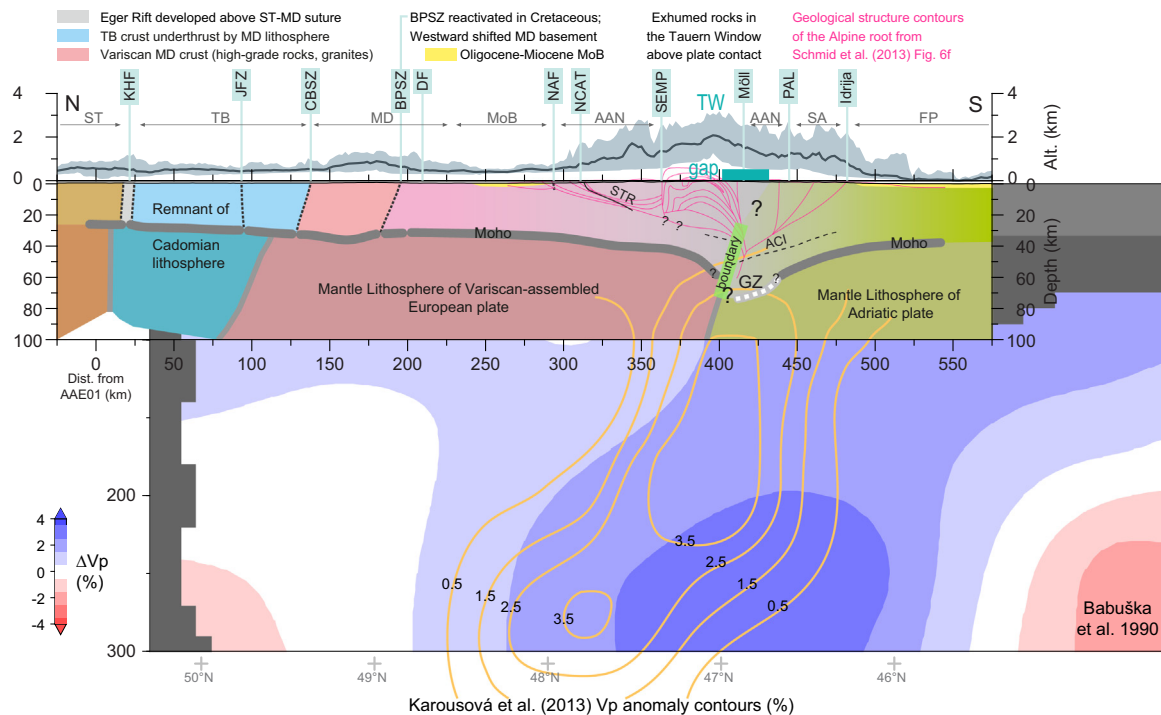 Eger Rift developed above ST-MD suture
TB crust underthrust by MD lithosphere
Variscan MD crust (high-grade rocks, granites)
BPSZ reactivated in Cretaceous;
Westward shifted MD basement
Oligocene-Miocene MoB
Exhumed rocks in
the Tauern Window
above plate contact
Geological structure contours
of the Alpine root from
Schmid et al. (2013) Fig. 6f
KHF
JFZ
CBSZ
BPSZ
DF
NAF
NCAT
SEMP
Möll
PAL
Idrija
4
2
0
N
S
4
2
0
Alt. (km)
ST
TB
MD
MoB
AAN
TW
AAN
SA
FP
gap
0
20
40
60
80
100
Remnant of
Cadomian
lithosphere
Moho
STR
? ?
?
boundary
?
ACI
?
GZ
?
Moho
Mantle Lithosphere of Variscan-assembled
European plate
Mantle Lithosphere of
Adriatic plate
0
20
40
60
80
100
Depth (km)
0 50 100 150 200 250 300 350 400 450 500 550
Dist. from
AAE01 (km)
200
300
4
2
0
-2
-4
ΔVp
(%)
0.5
1.5
2.5
3.5
3.5
2.5
1.5
0.5
Babuška
et al. 1990
50°N 49°N 48°N 47°N 46°N
Karousová et al. (2013) Vp anomaly contours (%)